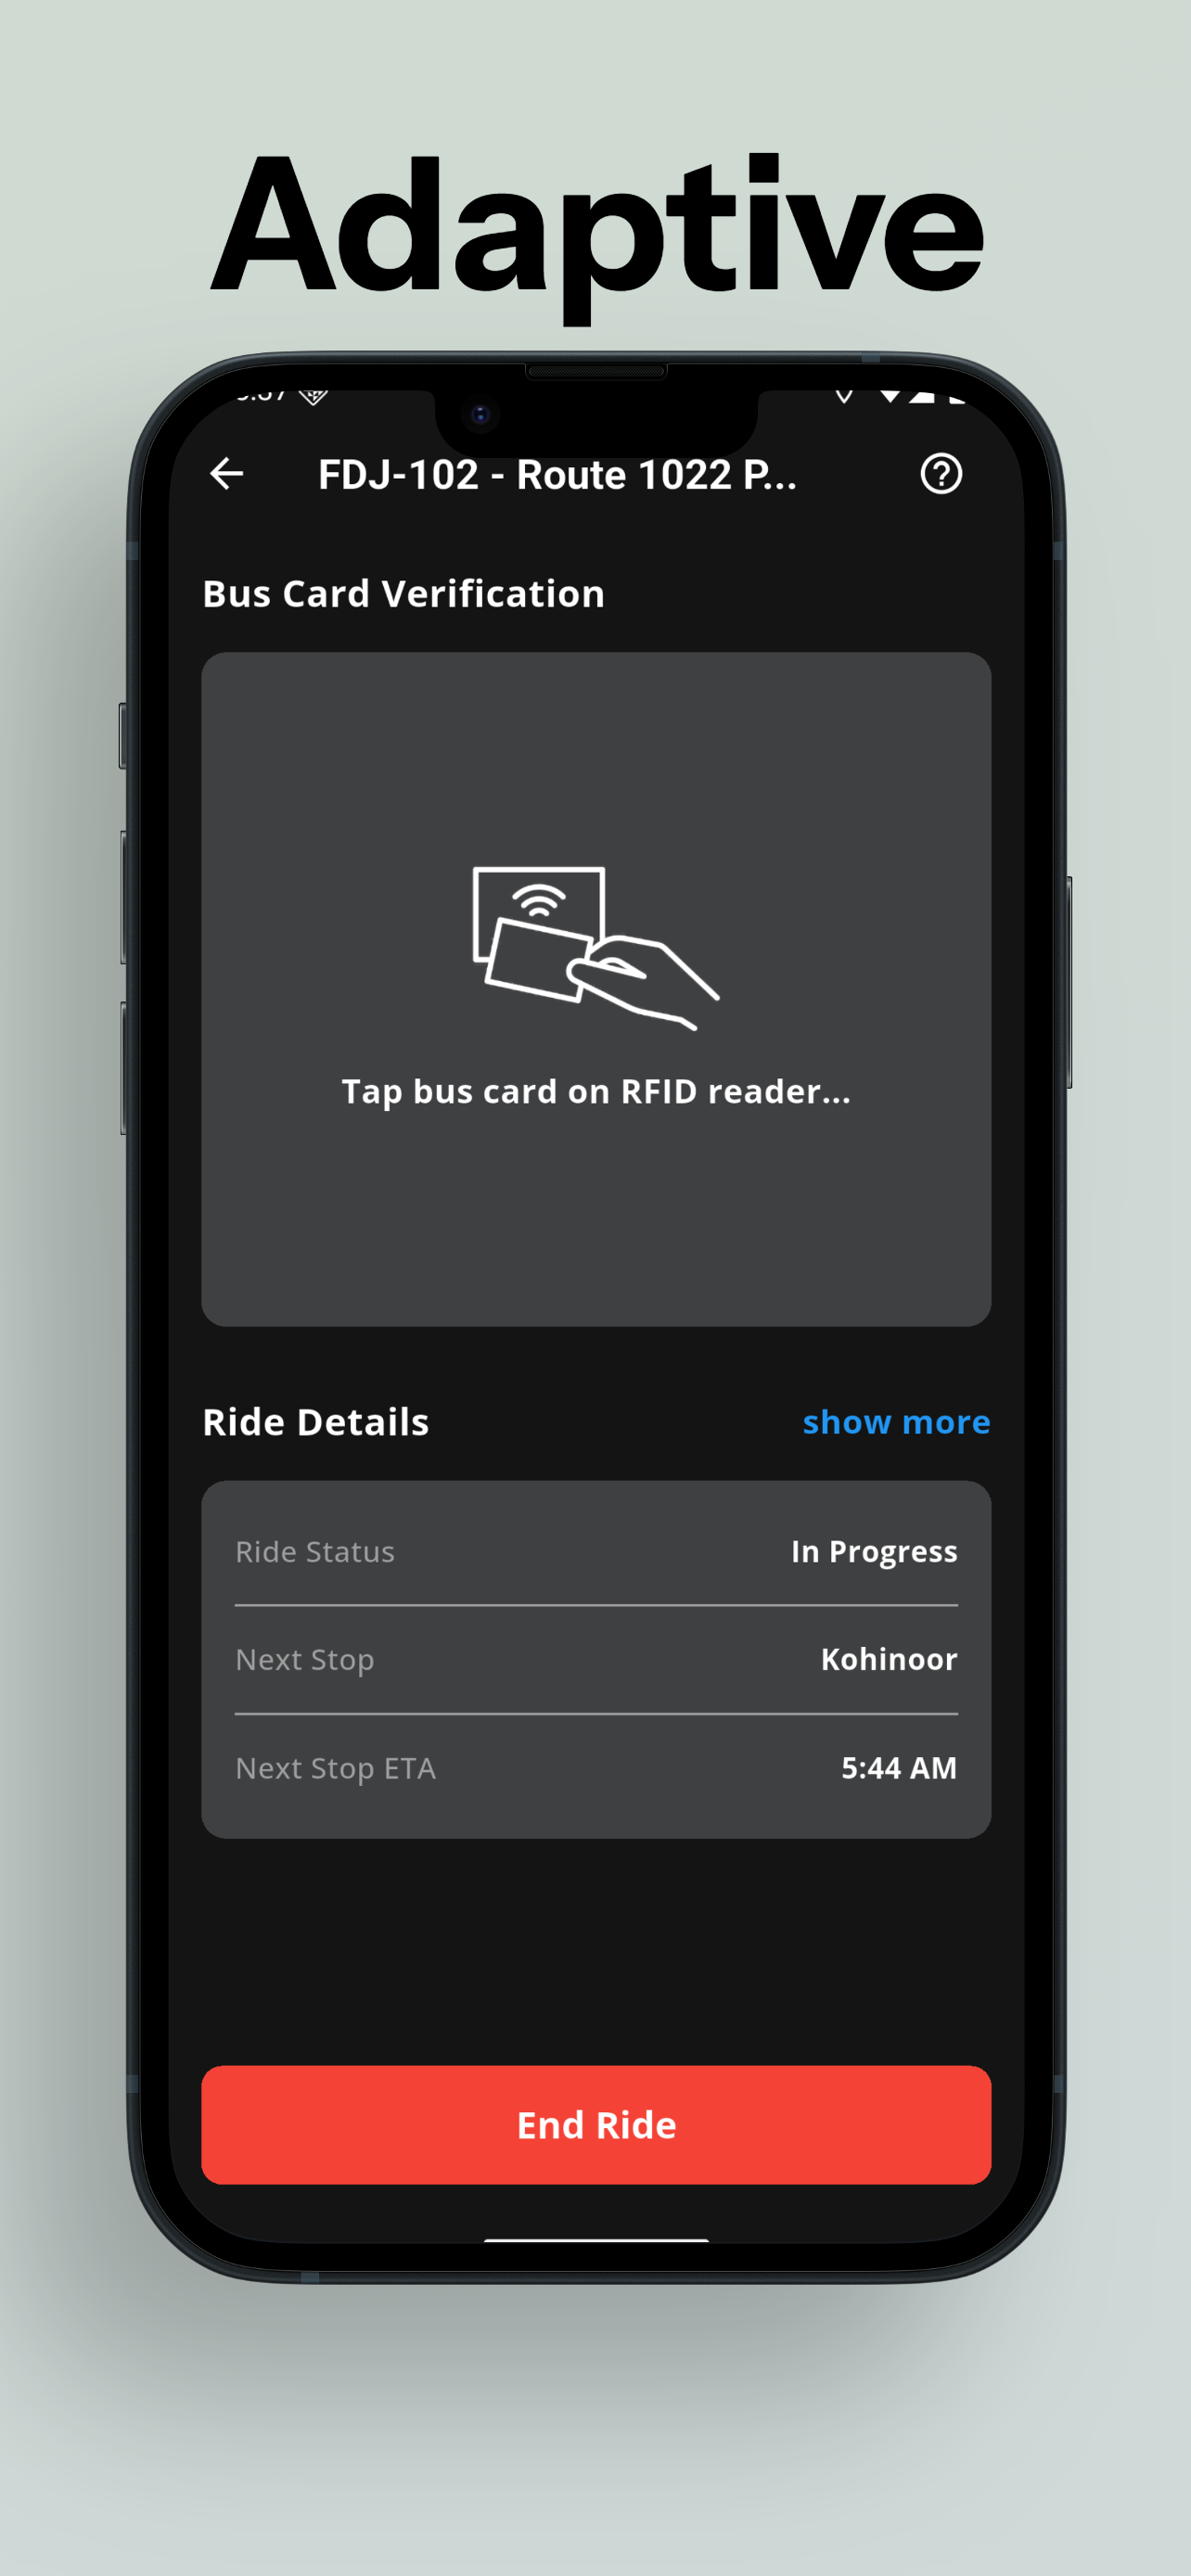 Adaptive
FDJ-102 - Route 1022 P...
Bus Card Verification
Tap bus card on RFID reader...
Ride Details
show more
Ride Status
In Progress
Next Stop
Kohinoor
Next Stop ETA
5:44 AM
End Ride